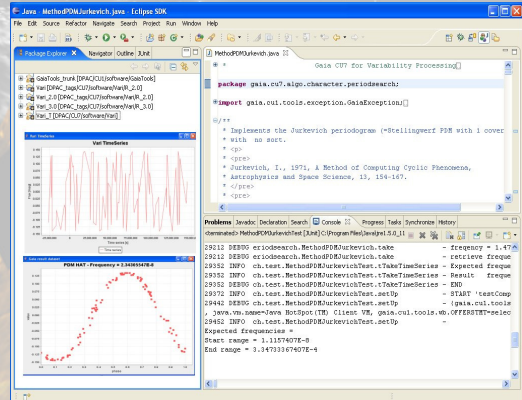 Java - MethodPDMJurkevich.java - Eclipse SDK
File Edit Source Refactor Navigate Search Project Run Window Help
Package Explorer Navigator Outline JUnit
GaiaTools_trunk [DPAC/CU1/software/GaiaTools]
Vari [DPAC_tags/CU7/software/Vari/R_2.0]
Vari_2.0 [DPAC_tags/CU7/software/Vari/R_2.0]
Vari_3.0 [DPAC_tags/CU7/software/Vari/R_3.0]
Vari_T [DPAC/CU7/software/Vari]
Vari TimeSeries
Vari TimeSeries
Time series
PDM HAT - Frequency = 1.34385547E-8
MethodPDMJurkevich.java
* Gaia CU7 for Variability Processing
package gaia.cu7.algo.character.periodsearch;
import gaia.cu1.tools.exception.GaiaException;
/**
* Implements the Jurkevich periodogram (=Stellingwerf PDM with 1 cover
* with no sort.
* <p>
* <pre>
* Jurkevich, I., 1971, A Method of Computing Cyclic Phenomena,
* Astrophysics and Space Science, 13, 154-167.
* </pre>
* <pre>
Problems Javadoc Declaration Search Console Progress Tasks Synchronize History
<terminated> MethodPDMJurkevichTest [JUnit] C:\Program Files\Java\jre1.5.0_11
29212 DEBUG eriodsearch.MethodPDMJurkevich.take - freqency = 1.47
29212 DEBUG eriodsearch.MethodPDMJurkevich.take - retrieve freque
29352 INFO ch.test.MethodPDMJurkevichTest.tTakeTimeSeries - Expected freque
29352 INFO ch.test.MethodPDMJurkevichTest.tTakeTimeSeries - Result freque
29352 DEBUG ch.test.MethodPDMJurkevichTest.tTakeTimeSeries - END
29372 INFO ch.test.MethodPDMJurkevichTest.setUp - START 'testComp
29442 DEBUG ch.test.MethodPDMJurkevichTest.setUp - (gaia.cu1.tools
, java.vm.name=Java HotSpot(TM) Client VM, gaia.cu1.tools.wb.OFFERSTMT=selec
29452 INFO ch.test.MethodPDMJurkevichTest.setUp -
Expected frequencies =
Start range = 1.1157407E-8
End range = 3.34733367407E-4